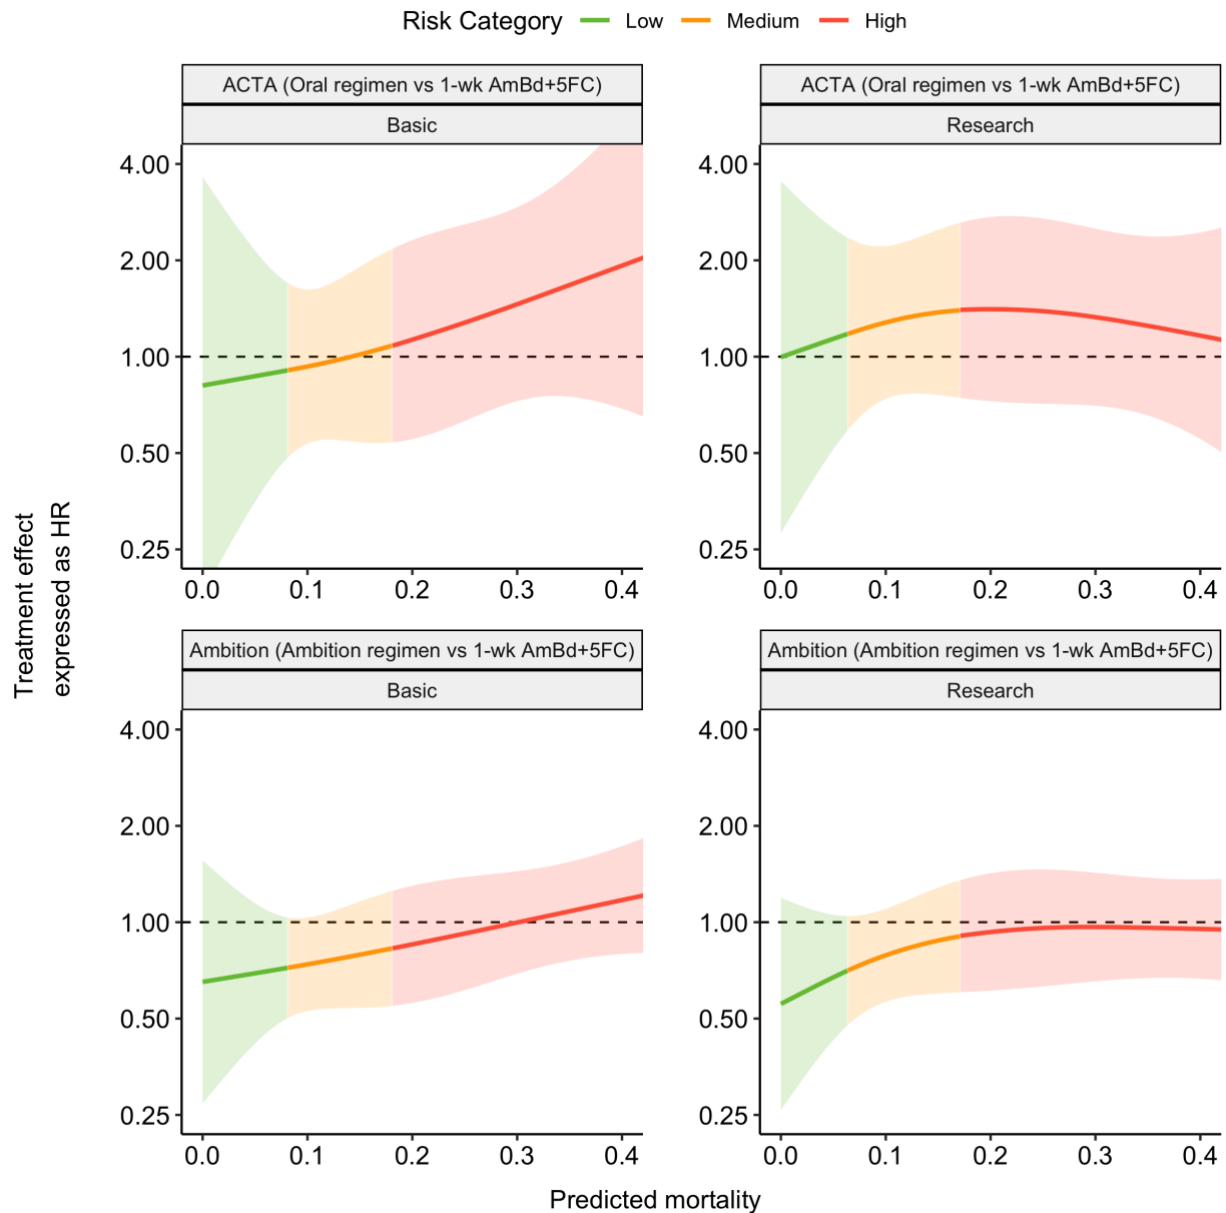 Risk Category Low Medium High
ACTA (Oral regimen vs 1-wk AmBd+5FC)
Basic
4.00
2.00
1.00
0.50
0.25
0.0 0.1 0.2 0.3 0.4
ACTA (Oral regimen vs 1-wk AmBd+5FC)
Research
4.00
2.00
1.00
0.50
0.25
0.0 0.1 0.2 0.3 0.4
Treatment effect
expressed as HR
Ambition (Ambition regimen vs 1-wk AmBd+5FC)
Basic
4.00
2.00
1.00
0.50
0.25
0.0 0.1 0.2 0.3 0.4
Ambition (Ambition regimen vs 1-wk AmBd+5FC)
Research
4.00
2.00
1.00
0.50
0.25
0.0 0.1 0.2 0.3 0.4
Predicted mortality